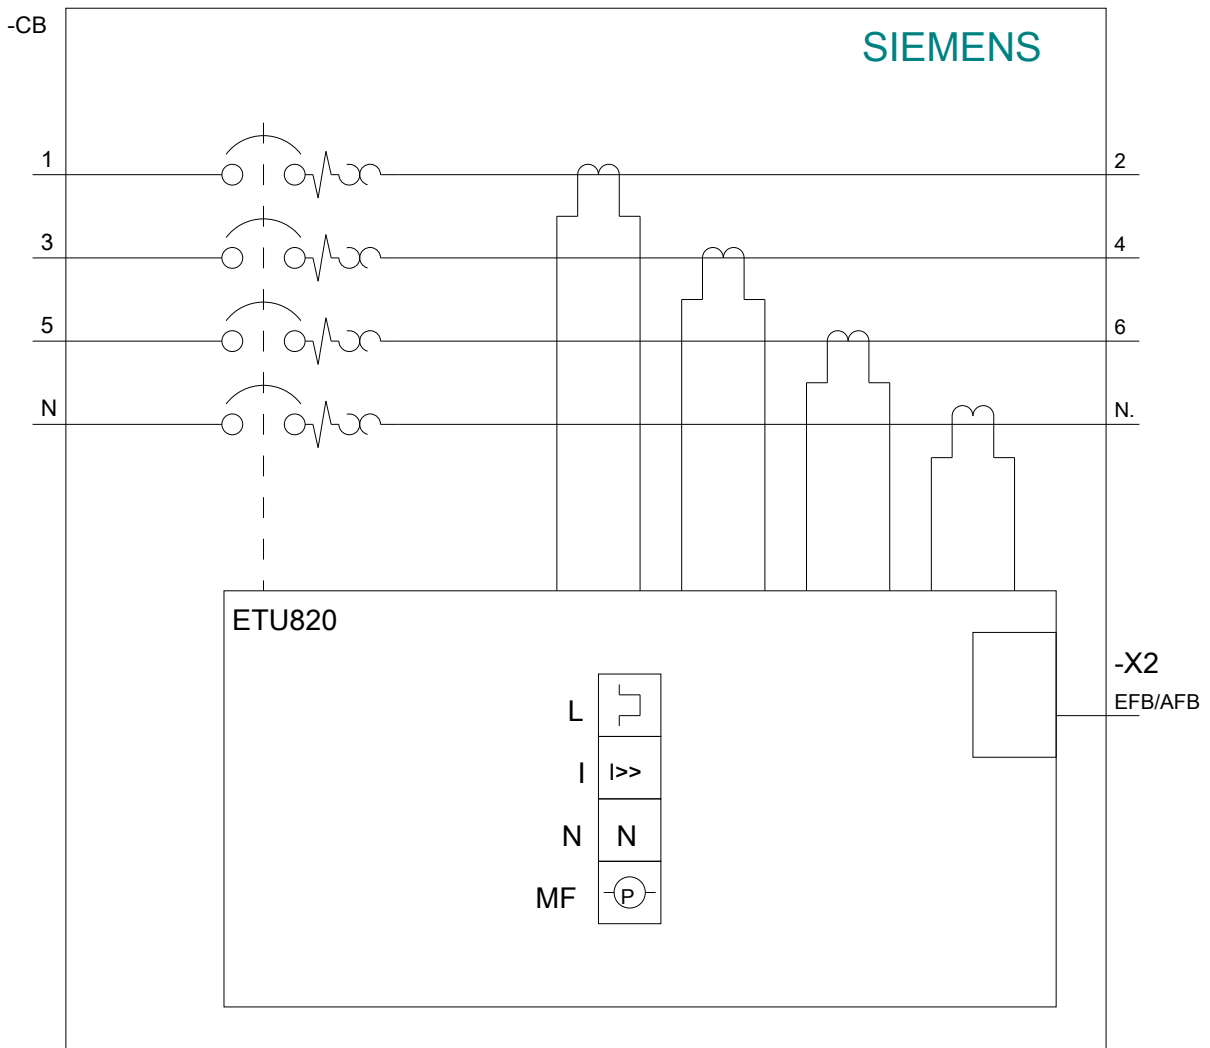 -CB
SIEMENS
1
2
3
4
5
6
N
N.
ETU820
-X2
EFB/AFB
L
I I>>
N N
MF P